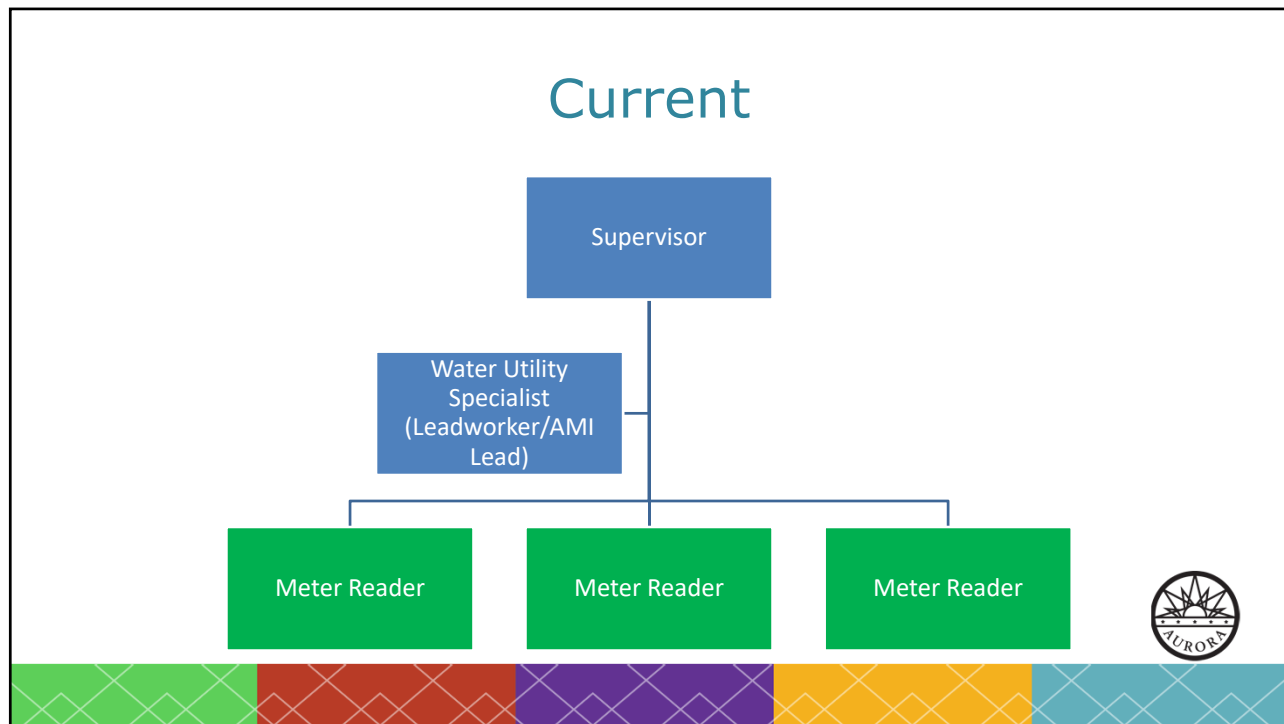 Current
Supervisor
Water Utility
Specialist
(Leadworker/AMI
Lead)
Meter Reader
Meter Reader
Meter Reader
AURORA